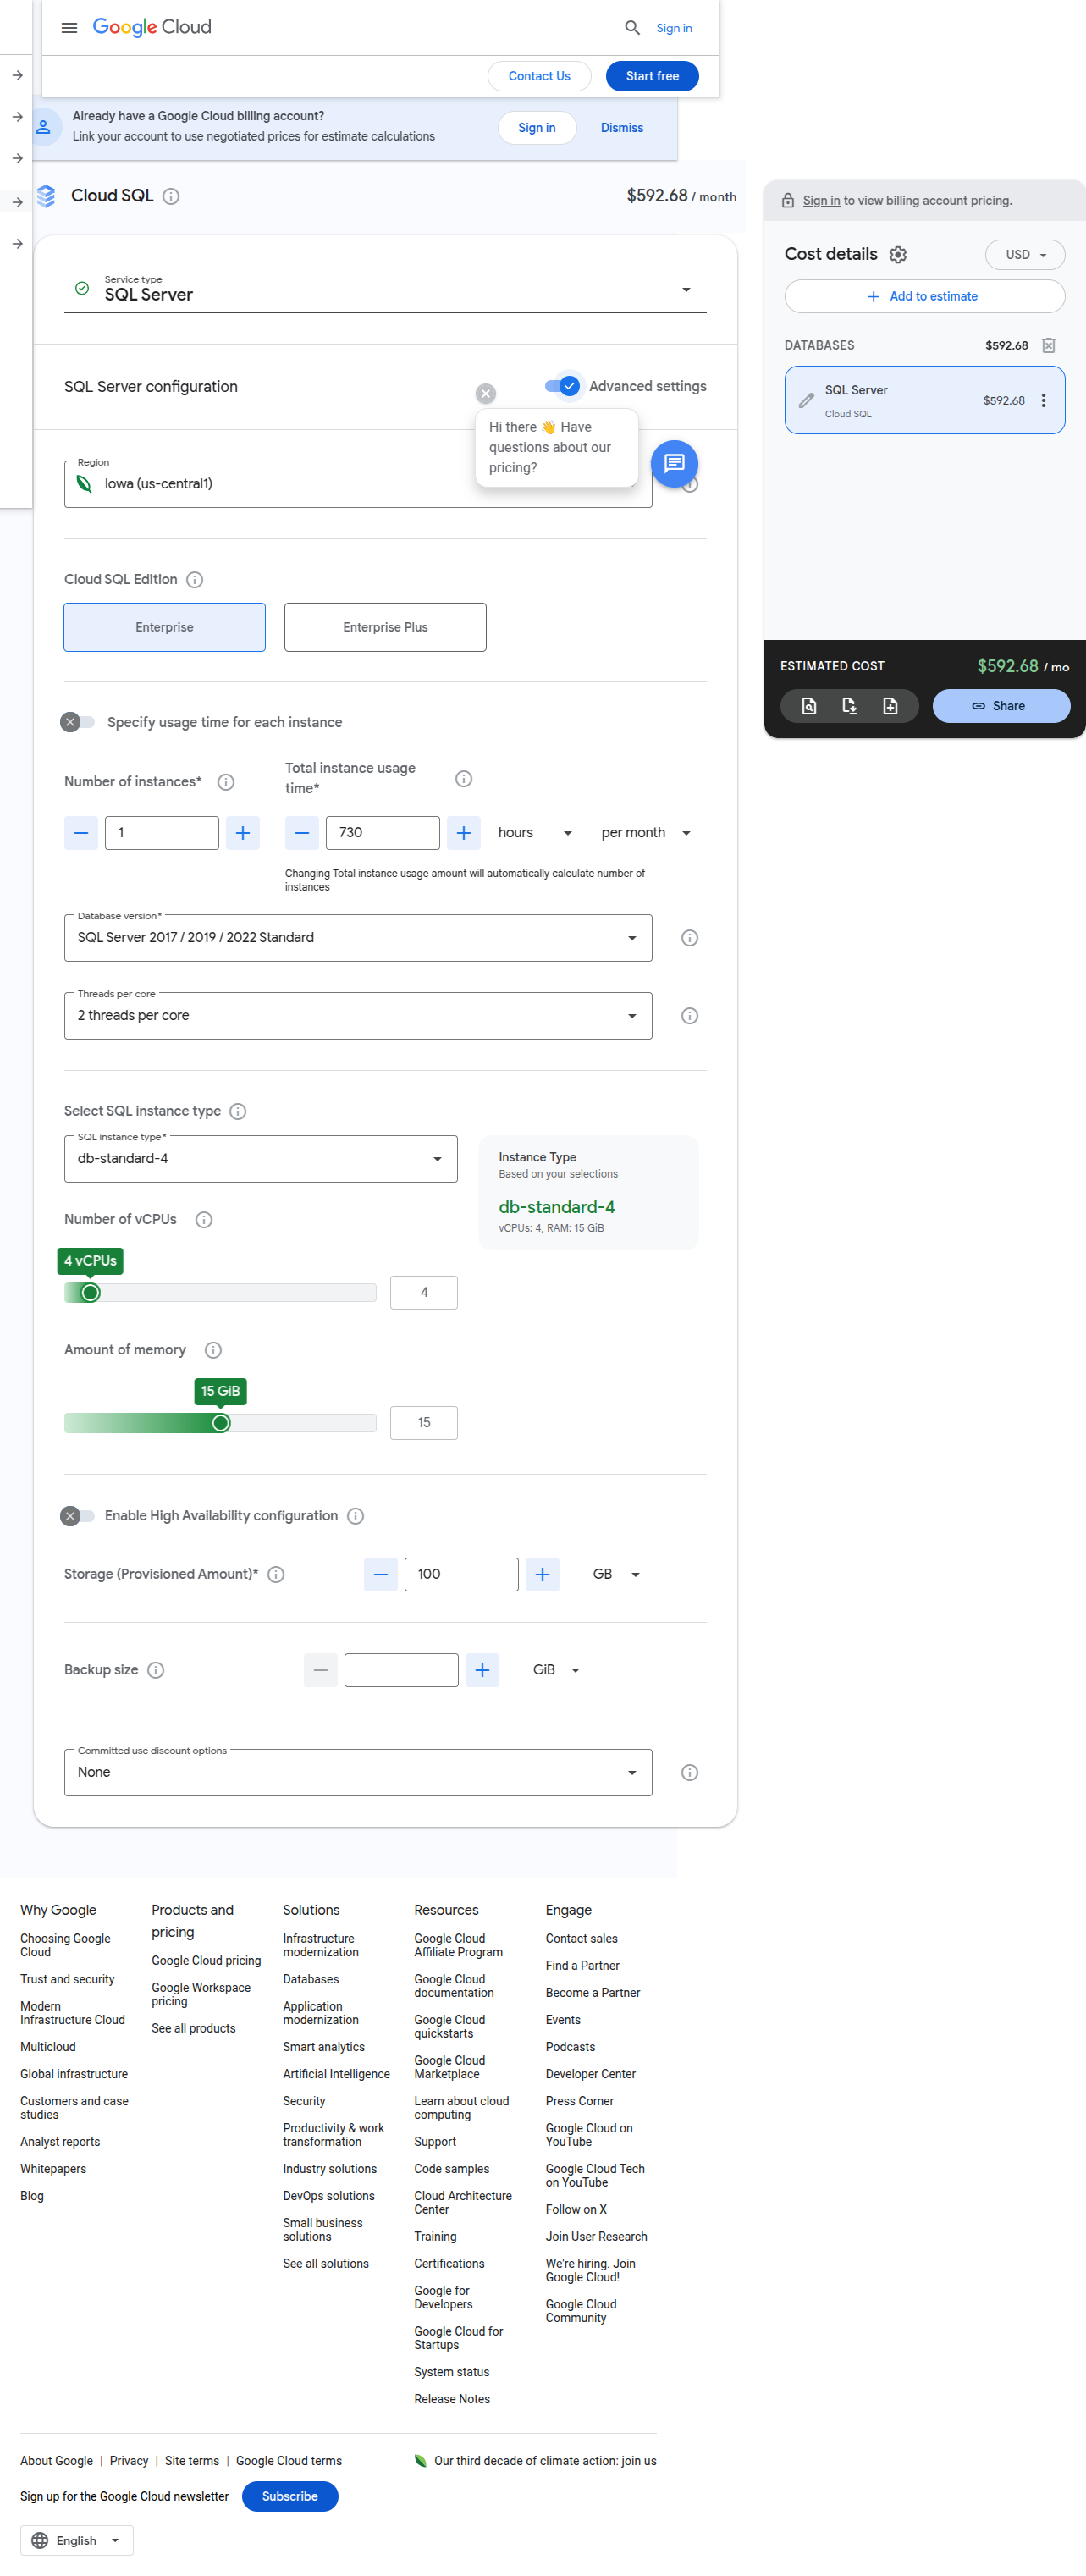 Google Cloud
Sign in
Contact Us
Start free
Already have a Google Cloud billing account?
Link your account to use negotiated prices for estimate calculations
Sign in
Dismiss
Cloud SQL
$592.68 / month
Service type
SQL Server
SQL Server configuration
Advanced settings
Hi there 👋 Have
questions about our
pricing?
Region
Iowa (us-central1)
Cloud SQL Edition
Enterprise
Enterprise Plus
Specify usage time for each instance
Number of instances*
Total instance usage
time*
1
730
hours
per month
Changing Total instance usage amount will automatically calculate number of
instances
Database version*
SQL Server 2017 / 2019 / 2022 Standard
Threads per core
2 threads per core
Select SQL instance type
SQL instance type*
db-standard-4
Instance Type
Based on your selections
db-standard-4
vCPUs: 4, RAM: 15 GiB
Number of vCPUs
4 vCPUs
4
Amount of memory
15 GiB
15
Enable High Availability configuration
Storage (Provisioned Amount)*
100
GB
Backup size
GiB
Committed use discount options
None
Sign in to view billing account pricing.
Cost details
USD
Add to estimate
DATABASES
$592.68
SQL Server
Cloud SQL
$592.68
ESTIMATED COST
$592.68 / mo
Share
Why Google
Choosing Google
Cloud
Trust and security
Modern
Infrastructure Cloud
Multicloud
Global infrastructure
Customers and case
studies
Analyst reports
Whitepapers
Blog
Products and
pricing
Google Cloud pricing
Google Workspace
pricing
See all products
Solutions
Infrastructure
modernization
Databases
Application
modernization
Smart analytics
Artificial Intelligence
Security
Productivity & work
transformation
Industry solutions
DevOps solutions
Small business
solutions
See all solutions
Resources
Google Cloud
Affiliate Program
Google Cloud
documentation
Google Cloud
quickstarts
Google Cloud
Marketplace
Learn about cloud
computing
Support
Code samples
Cloud Architecture
Center
Training
Certifications
Google for
Developers
Google Cloud for
Startups
System status
Release Notes
Engage
Contact sales
Find a Partner
Become a Partner
Events
Podcasts
Developer Center
Press Corner
Google Cloud on
YouTube
Google Cloud Tech
on YouTube
Follow on X
Join User Research
We're hiring. Join
Google Cloud!
Google Cloud
Community
About Google | Privacy | Site terms | Google Cloud terms
Our third decade of climate action: join us
Sign up for the Google Cloud newsletter
Subscribe
English